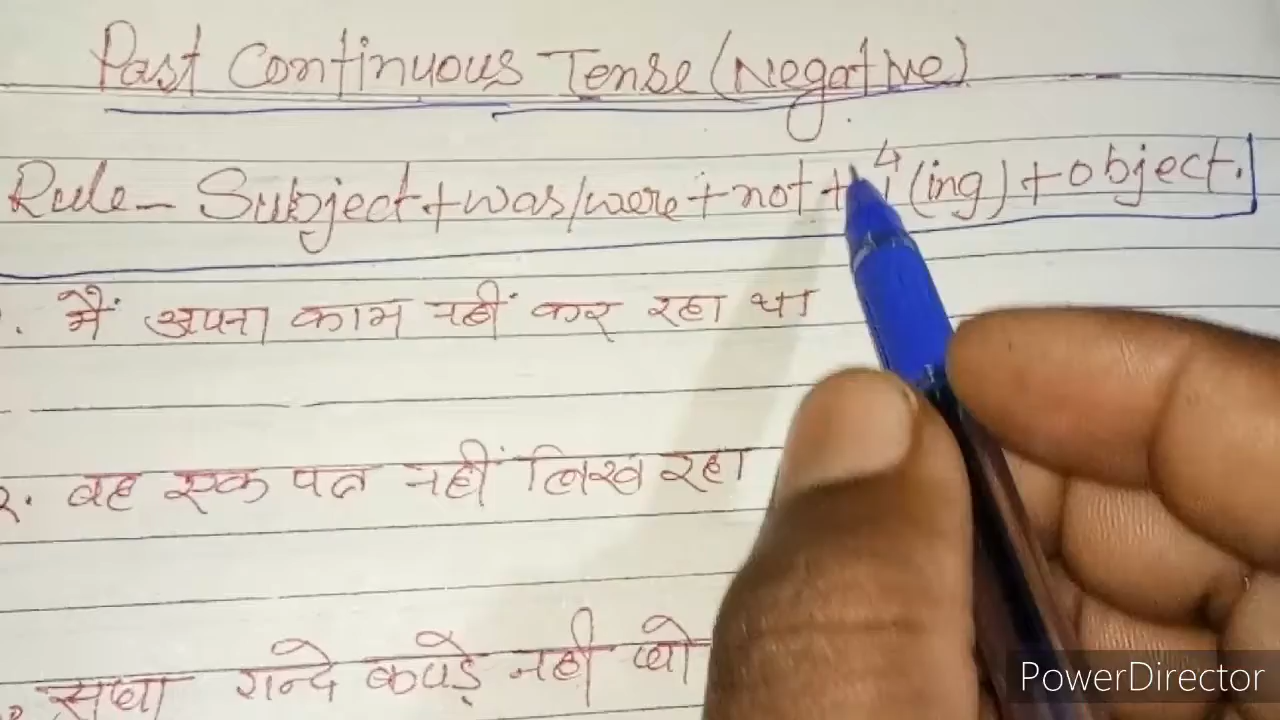 Past Continuous Tense (Negative)
Rule - Subject + was/were + not + (ing) + object.
. मैं अपना काम नहीं कर रहा था
२. वह एक पत्र नहीं लिख रहा
गन्दे कपड़े नही धो
PowerDirector